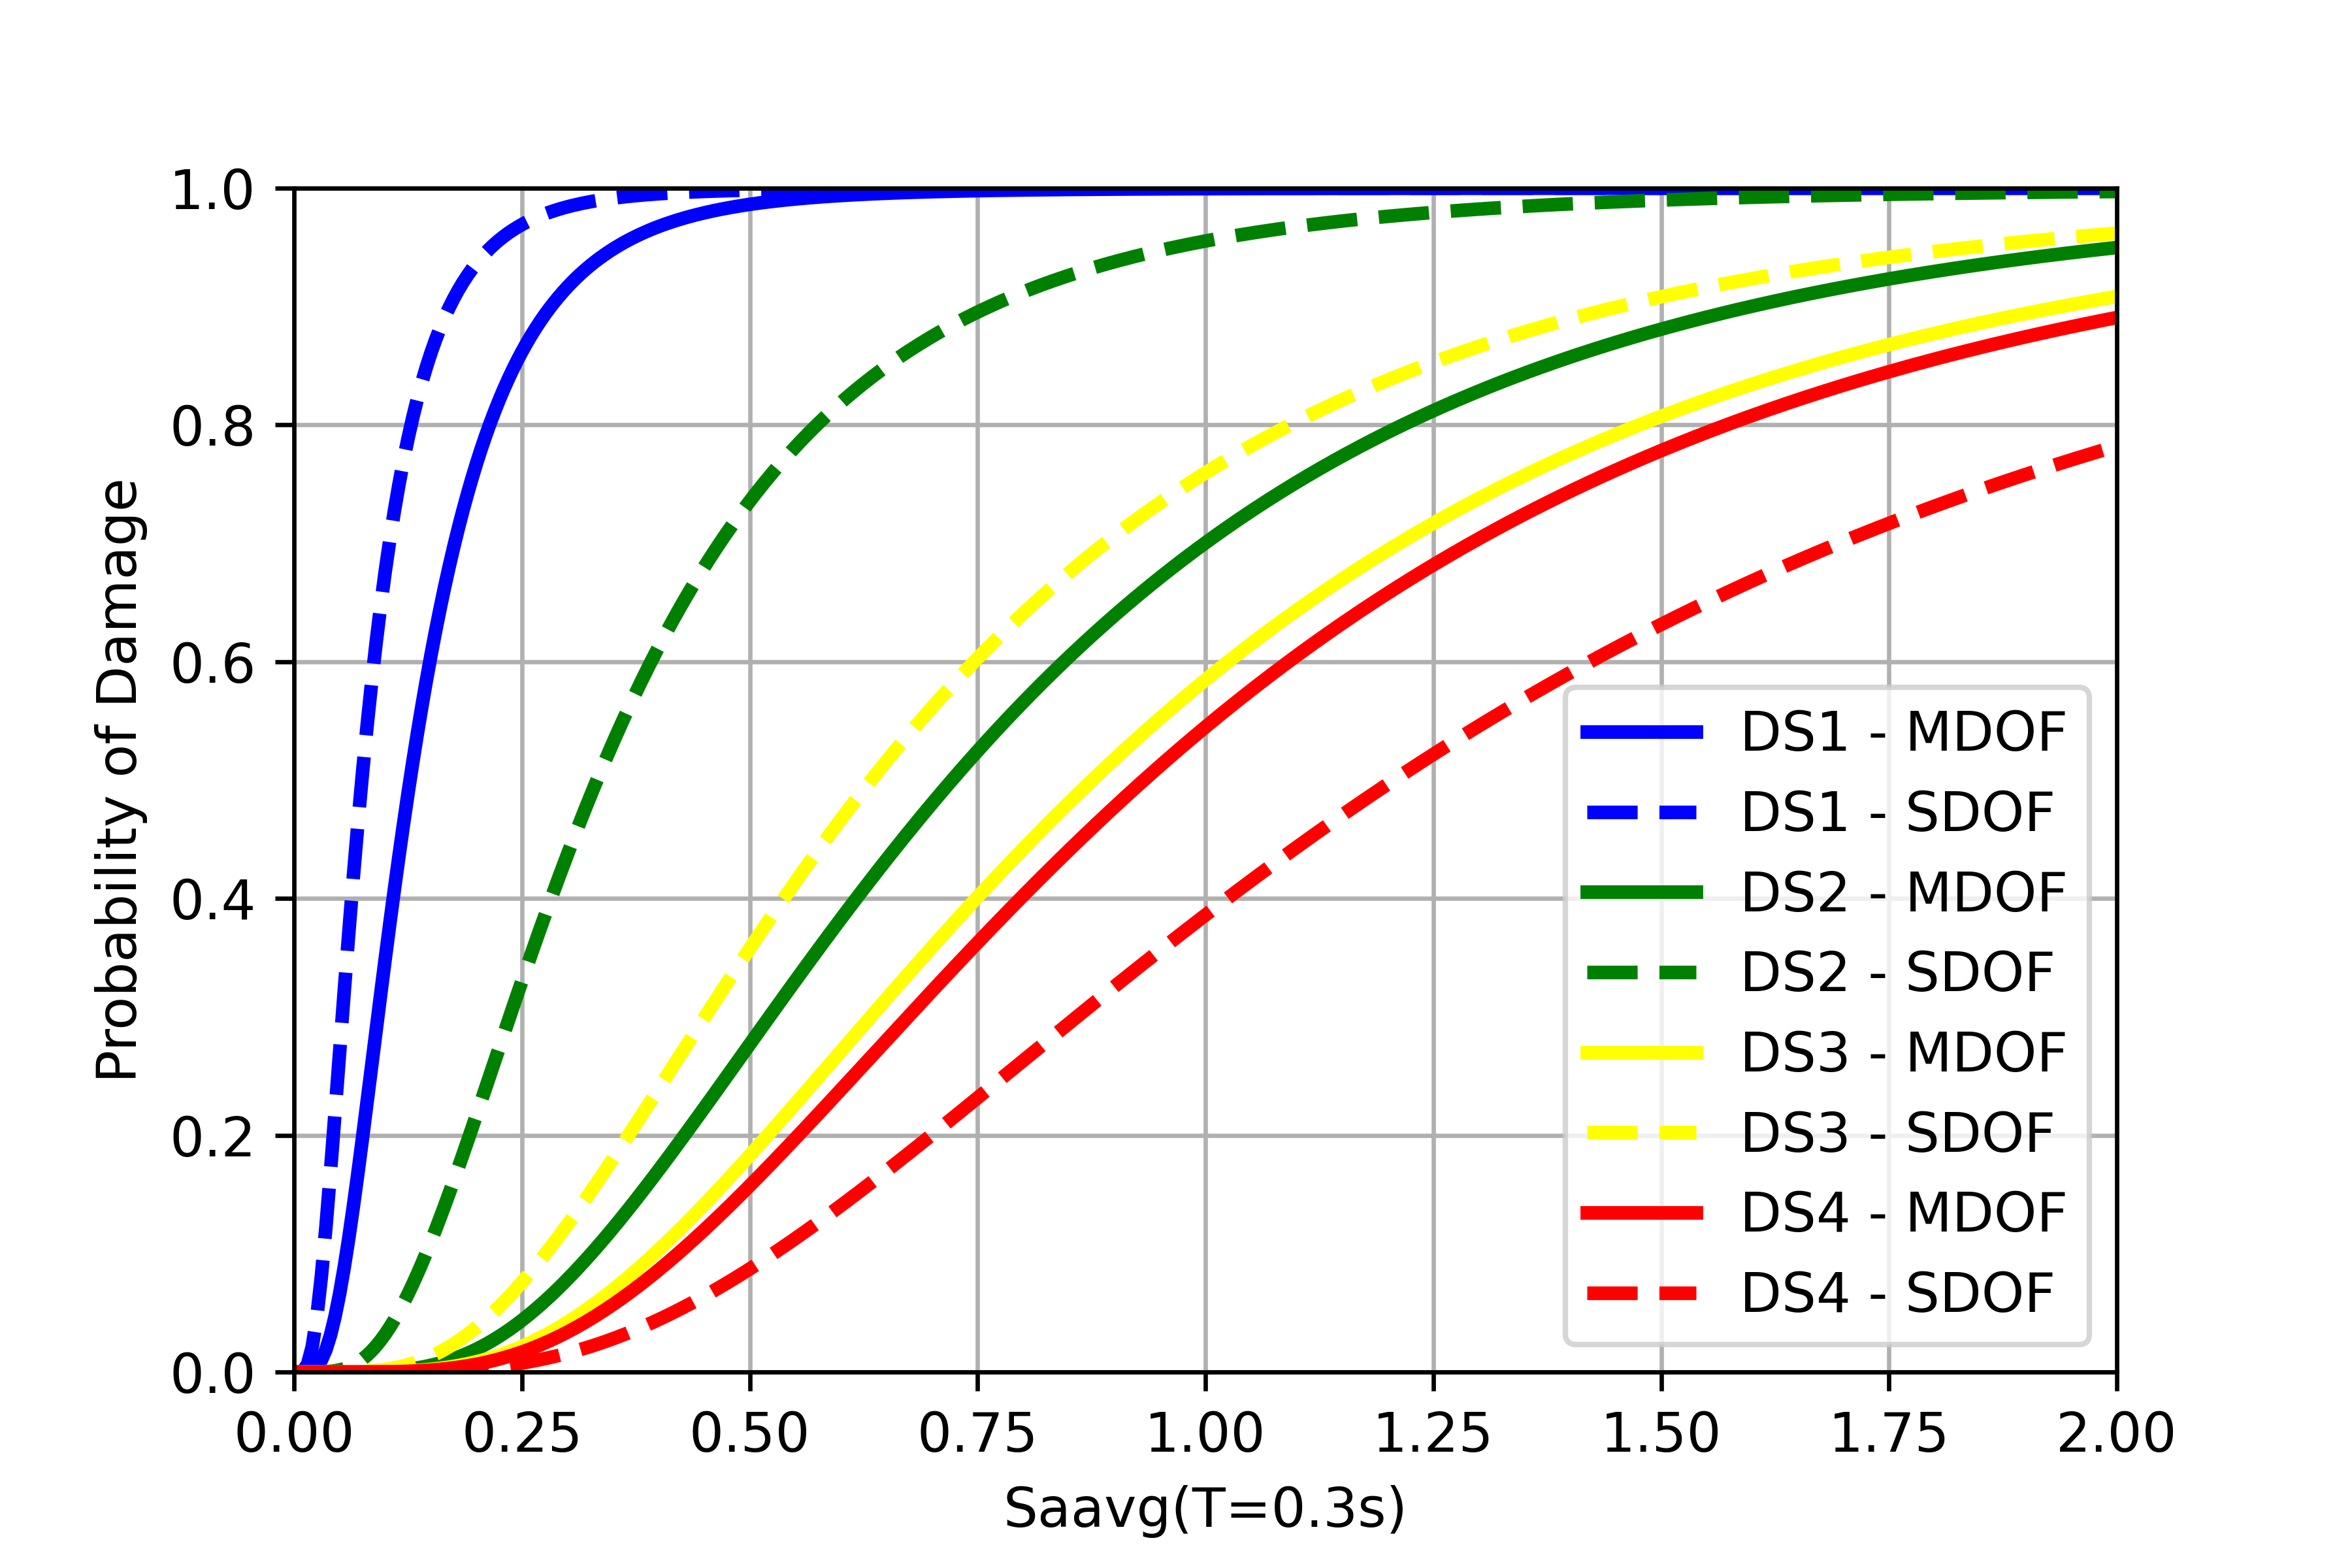 1.0
0.8
0.6
0.4
0.2
0.0
Probability of Damage
0.00 0.25 0.50 0.75 1.00 1.25 1.50 1.75 2.00
Saavg(T=0.3s)
DS1 - MDOF
DS1 - SDOF
DS2 - MDOF
DS2 - SDOF
DS3 - MDOF
DS3 - SDOF
DS4 - MDOF
DS4 - SDOF